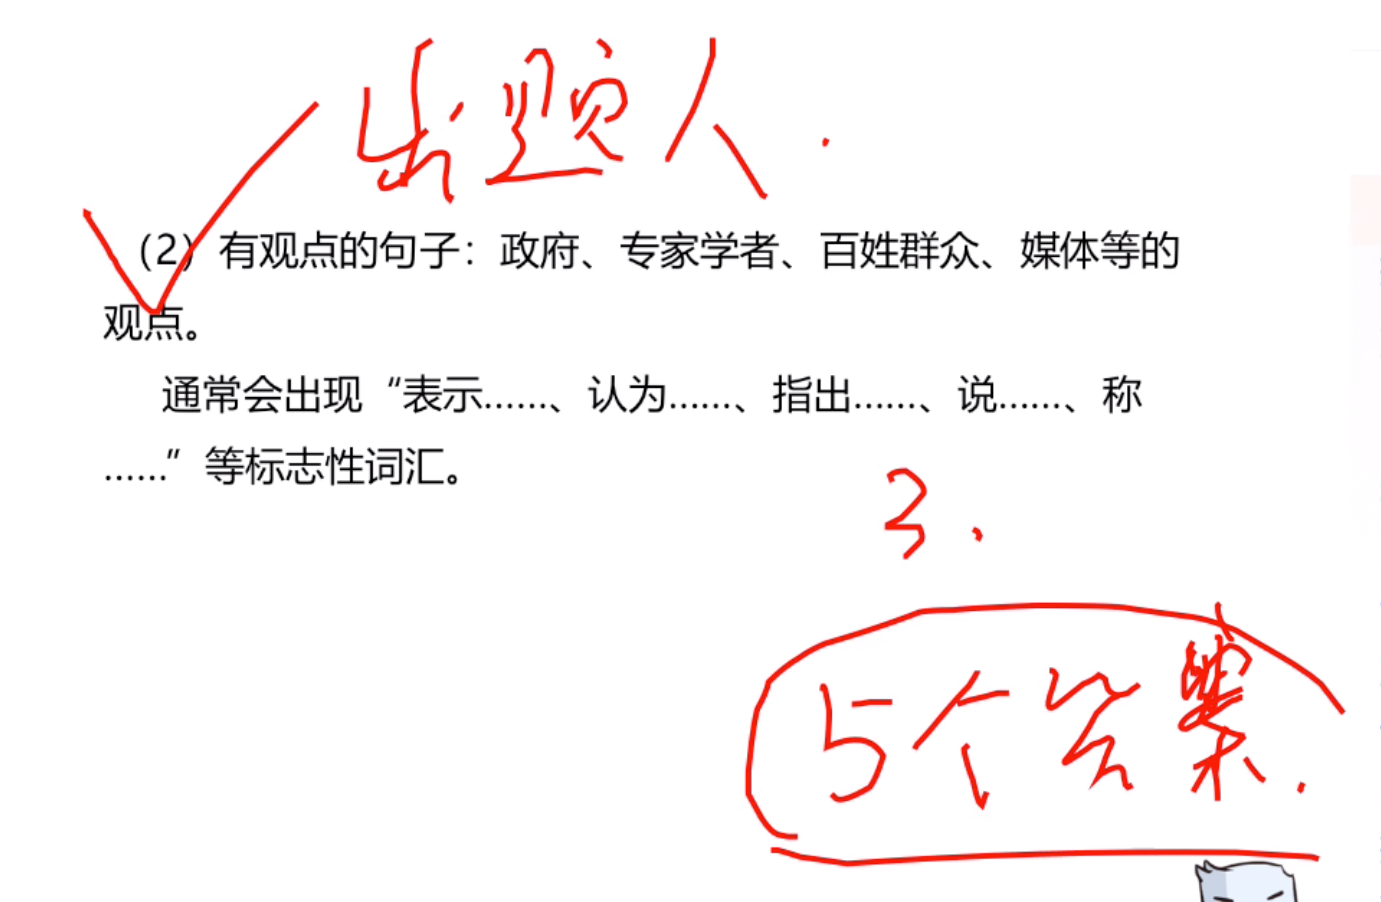 出题人.
(2)有观点的句子：政府、专家学者、百姓群众、媒体等的
观点。
通常会出现“表示……、认为……、指出……、说……、称
……”等标志性词汇。
3.
5个答案.